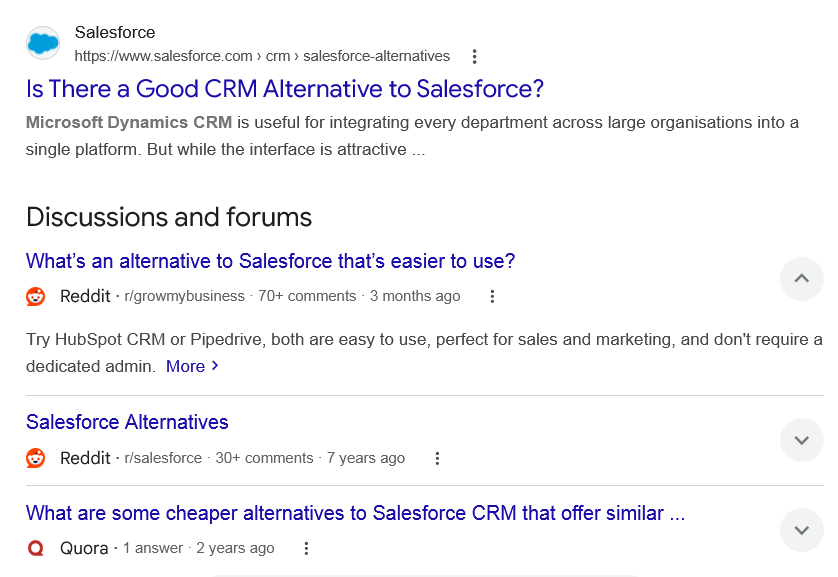 Salesforce
https://www.salesforce.com › crm › salesforce-alternatives
Is There a Good CRM Alternative to Salesforce?
Microsoft Dynamics CRM is useful for integrating every department across large organisations into a
single platform. But while the interface is attractive ...
Discussions and forums
What’s an alternative to Salesforce that’s easier to use?
Reddit · r/growmybusiness · 70+ comments · 3 months ago
Try HubSpot CRM or Pipedrive, both are easy to use, perfect for sales and marketing, and don't require a
dedicated admin. More ›
Salesforce Alternatives
Reddit · r/salesforce · 30+ comments · 7 years ago
What are some cheaper alternatives to Salesforce CRM that offer similar ...
Quora · 1 answer · 2 years ago